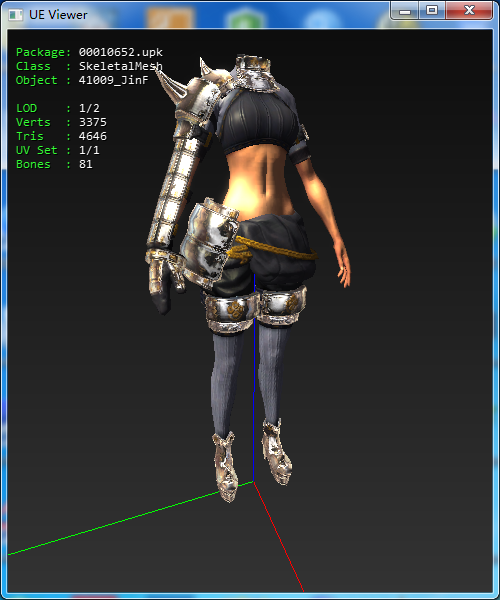 UE Viewer
Package: 00010652.upk
Class : SkeletalMesh
Object : 41009_JinF
LOD : 1/2
Verts : 3375
Tris : 4646
UV Set : 1/1
Bones : 81